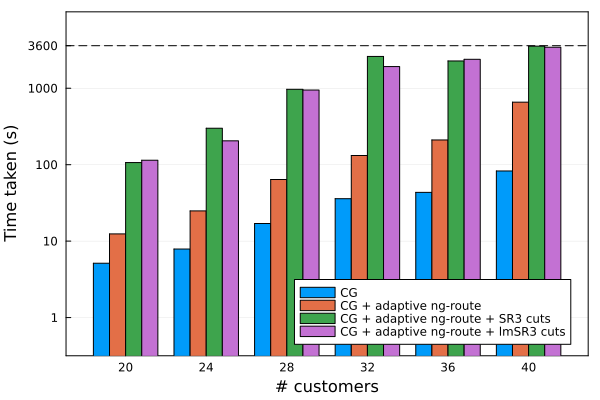 Time taken (s)
3600
1000
100
10
1
CG
CG + adaptive ng-route
CG + adaptive ng-route + SR3 cuts
CG + adaptive ng-route + lmSR3 cuts
20 24 28 32 36 40
# customers